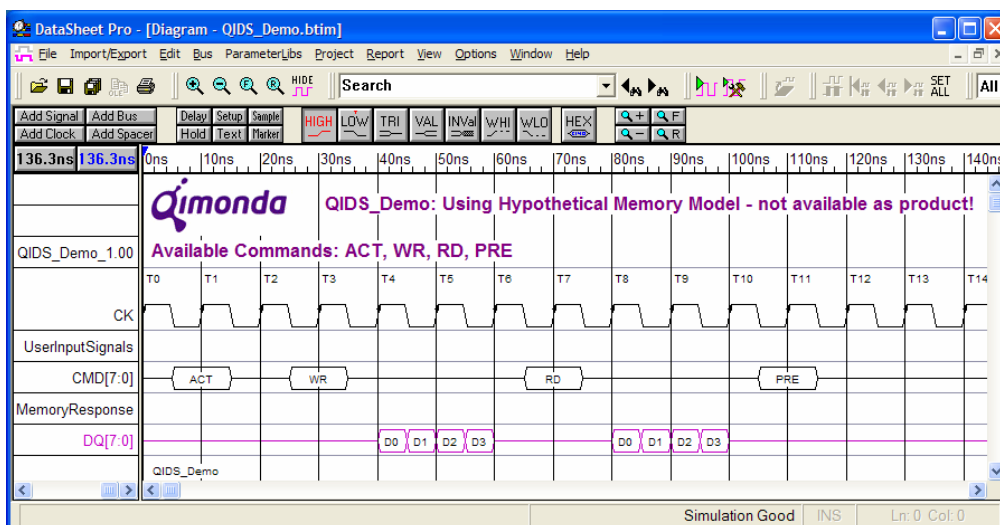 DataSheet Pro - [Diagram - QIDS_Demo.btim]
File Import/Export Edit Bus ParameterLibs Project Report View Options Window Help
HIDE Search SET ALL All
Add Signal Add Bus Delay Setup Sample HIGH LOW TRI VAL INVal WHI WLO HEX + F
Add Clock Add Spacer Hold Text Marker - R
136.3ns 136.3ns 0ns 10ns 20ns 30ns 40ns 50ns 60ns 70ns 80ns 90ns 100ns 110ns 120ns 130ns 140ns
Qimonda QIDS_Demo: Using Hypothetical Memory Model - not available as product!
QIDS_Demo_1.00 Available Commands: ACT, WR, RD, PRE
T0 T1 T2 T3 T4 T5 T6 T7 T8 T9 T10 T11 T12 T13 T14
CK
UserInputSignals
CMD[7:0] ACT WR RD PRE
MemoryResponse
DQ[7:0] D0 D1 D2 D3 D0 D1 D2 D3
QIDS_Demo
Simulation Good INS Ln: 0 Col: 0